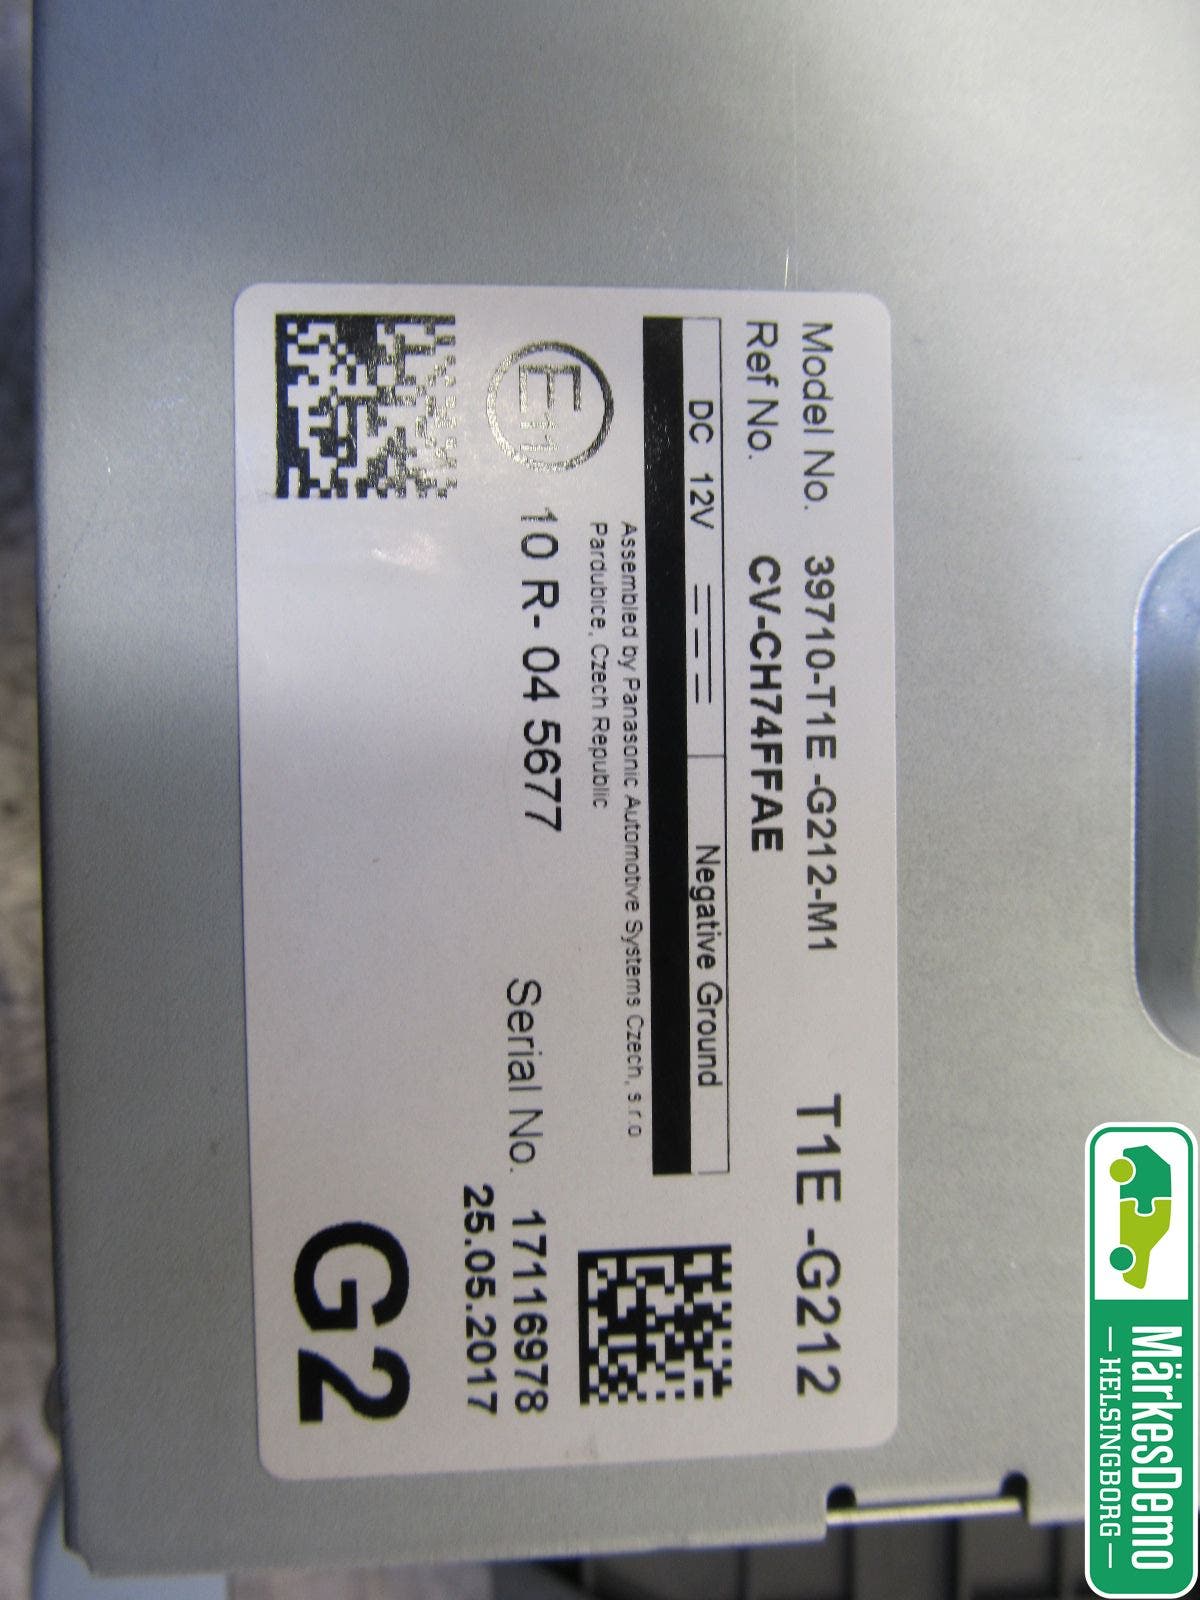 Model No. 39710-T1E -G212-M1 T1E -G212
Ref No. CV-CH74FFAE
DC 12V Negative Ground
Assembled by Panasonic Automotive Systems Czech, s.r.o
Pardubice, Czech Republic
E11 10 R- 04 5677 Serial No. 17116978
25.05.2017
G2
MärkesDemo
HELSINGBORG